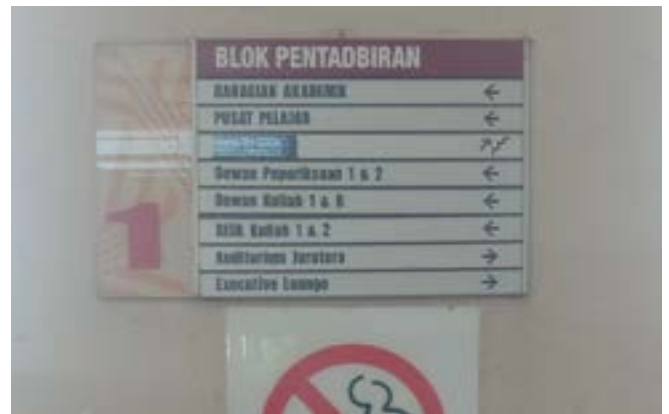 BLOK PENTADBIRAN
BAHAGIAN AKADEMIK
PUSAT PELAJAR
Dewan Peperiksaan 1 & 2
Dewan Kuliah 1 &
Bilik Kuliah 1 & 2
Auditorium Jurutera
Executive Lounge
1